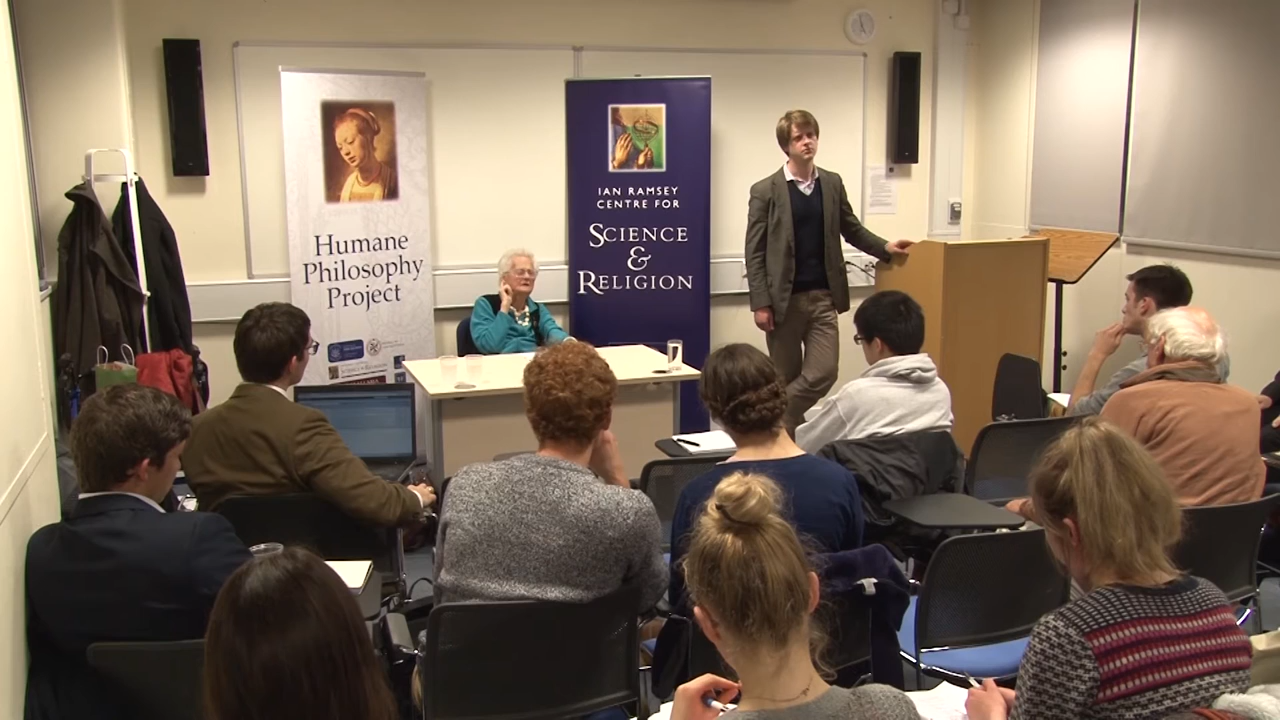 Humane
Philosophy
Project
IAN RAMSEY
CENTRE FOR
SCIENCE
&
RELIGION